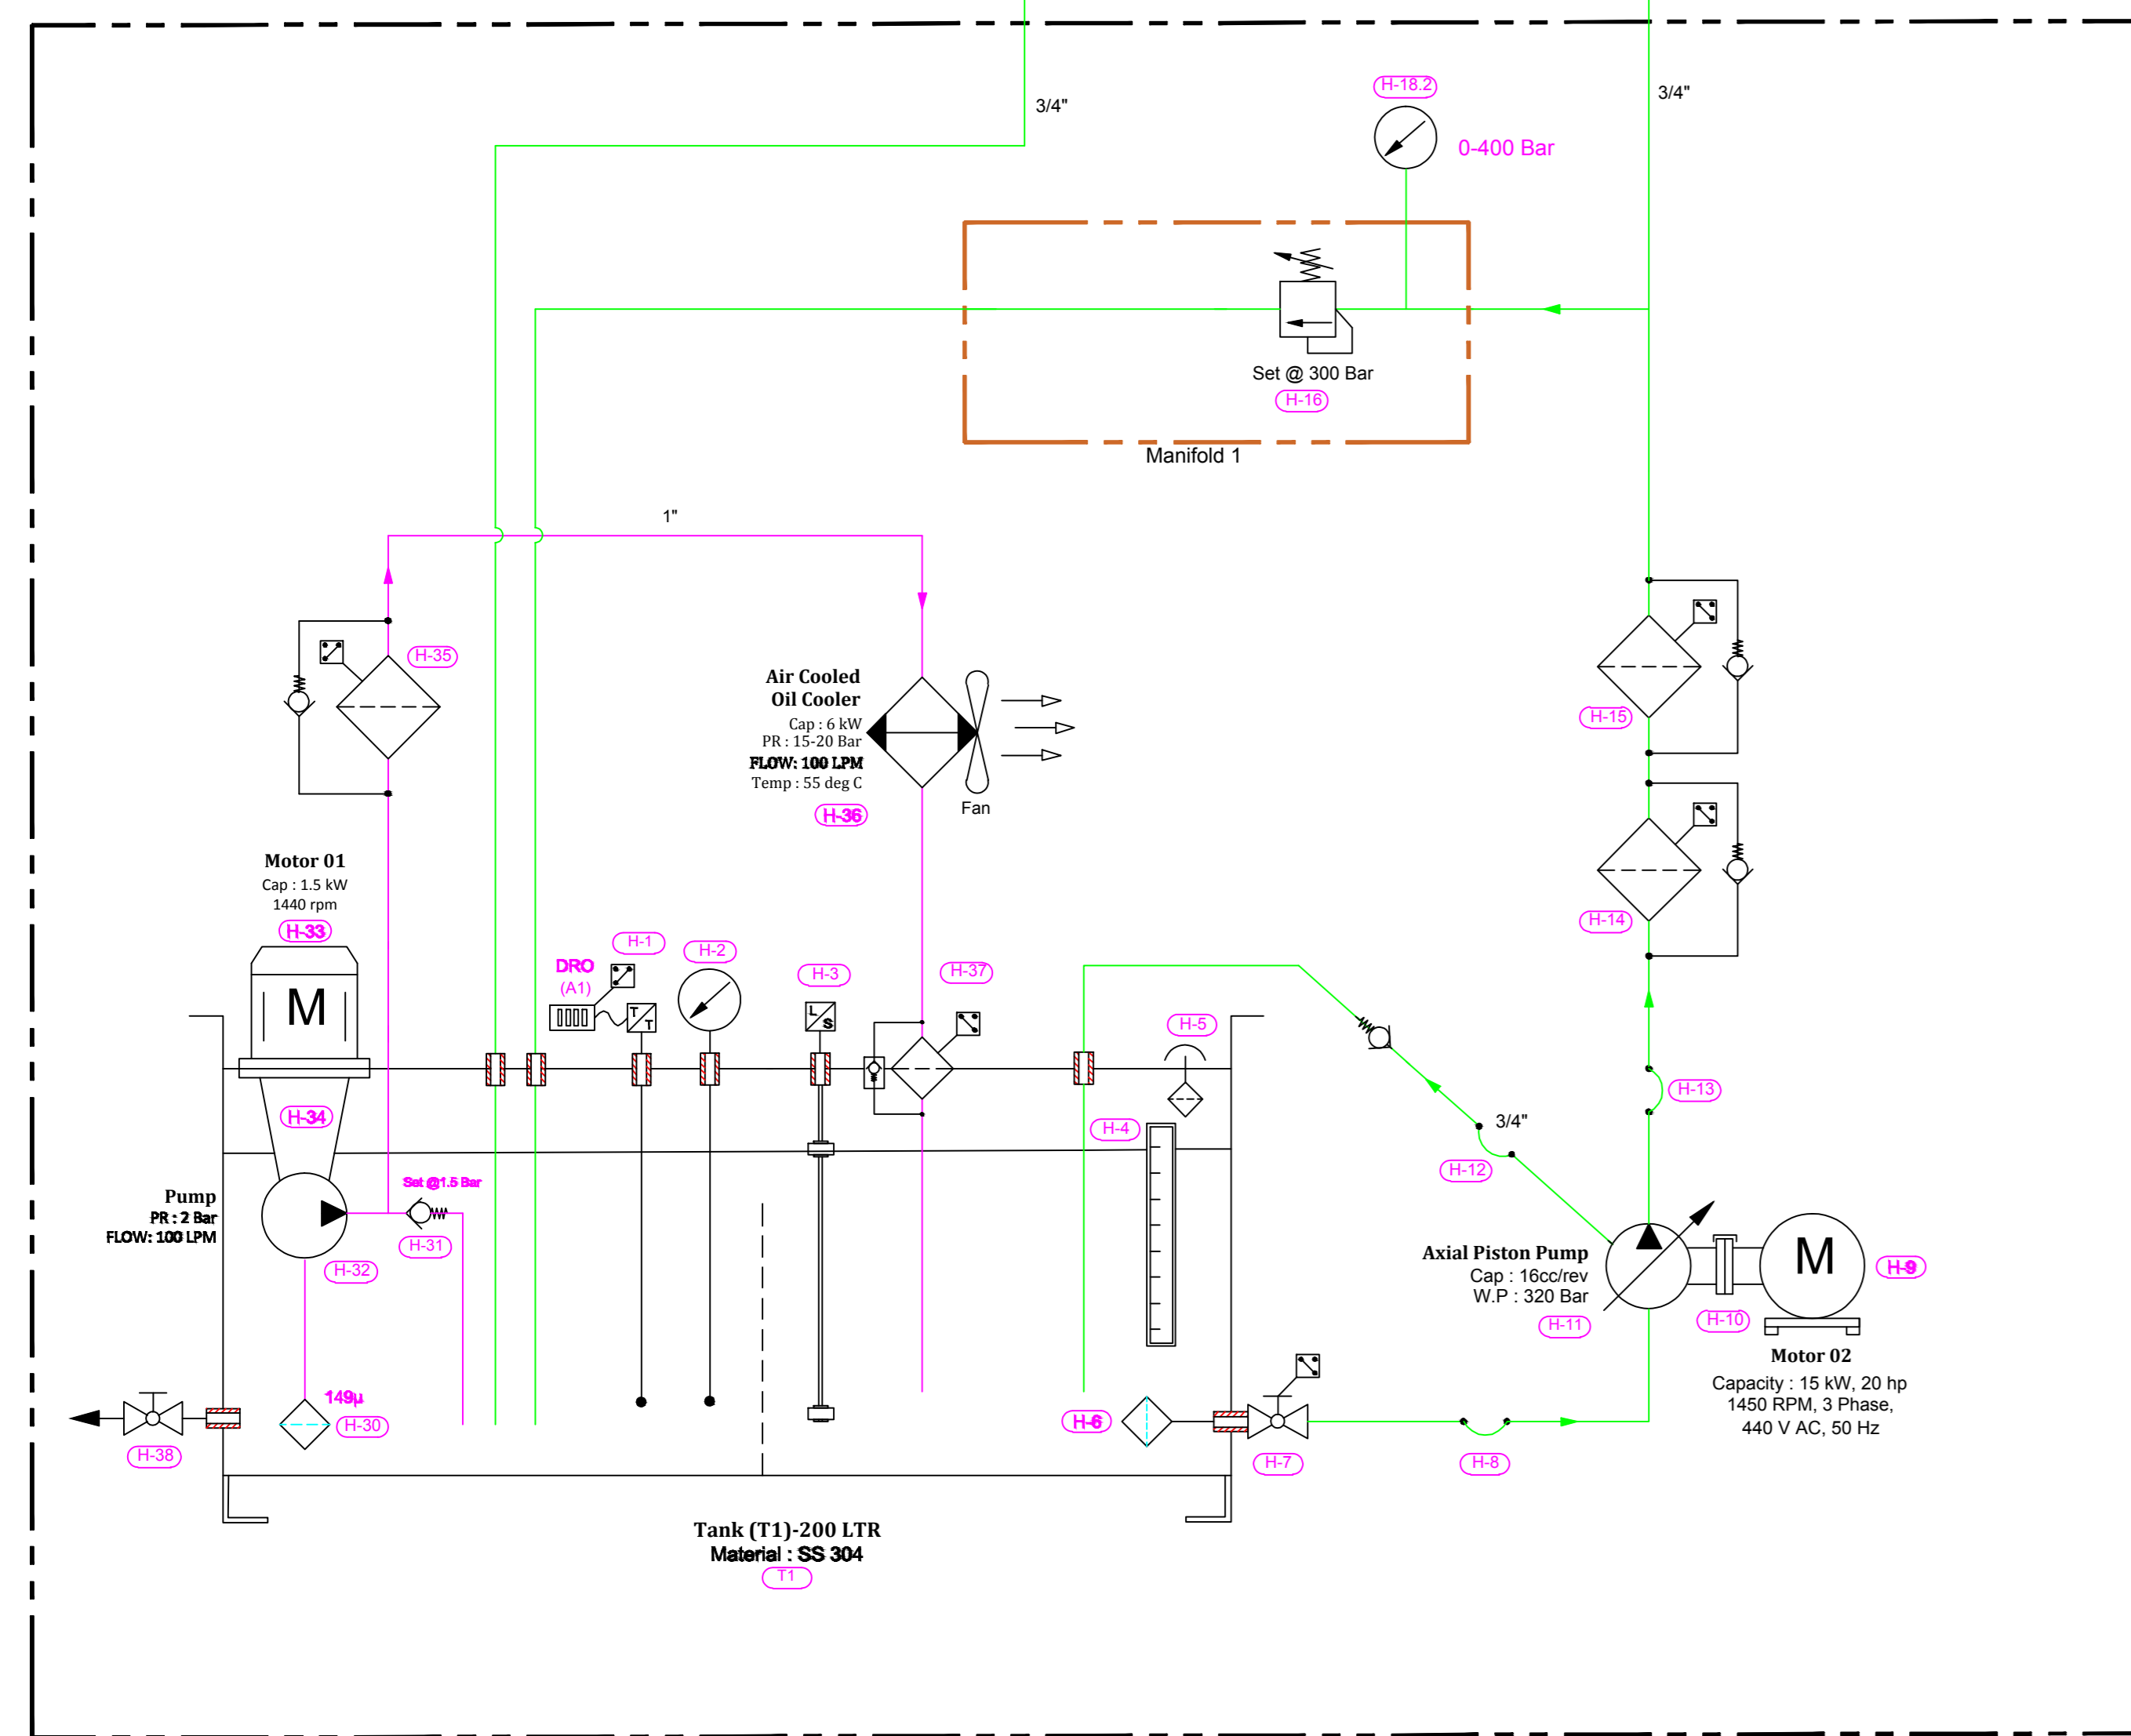 3/4"
H-18.2
3/4"
0-400 Bar
Set @ 300 Bar
H-16
Manifold 1
1"
H-35
Air Cooled
Oil Cooler
Cap : 6 kW
PR : 15-20 Bar
FLOW: 100 LPM
Temp : 55 deg C
H-36
Fan
H-15
H-14
Motor 01
Cap : 1.5 kW
1440 rpm
H-33
M
H-34
DRO
(A1)
H-1
T
T
H-2
H-3
L
S
H-37
H-5
H-4
H-13
3/4"
H-12
Pump
PR : 2 Bar
FLOW: 100 LPM
Set @1.5 Bar
H-31
H-32
Axial Piston Pump
Cap : 16cc/rev
W.P : 320 Bar
H-11
H-10
M
H-9
Motor 02
Capacity : 15 kW, 20 hp
1450 RPM, 3 Phase,
440 V AC, 50 Hz
149µ
H-30
H-38
H-6
H-7
H-8
Tank (T1)-200 LTR
Material : SS 304
T1